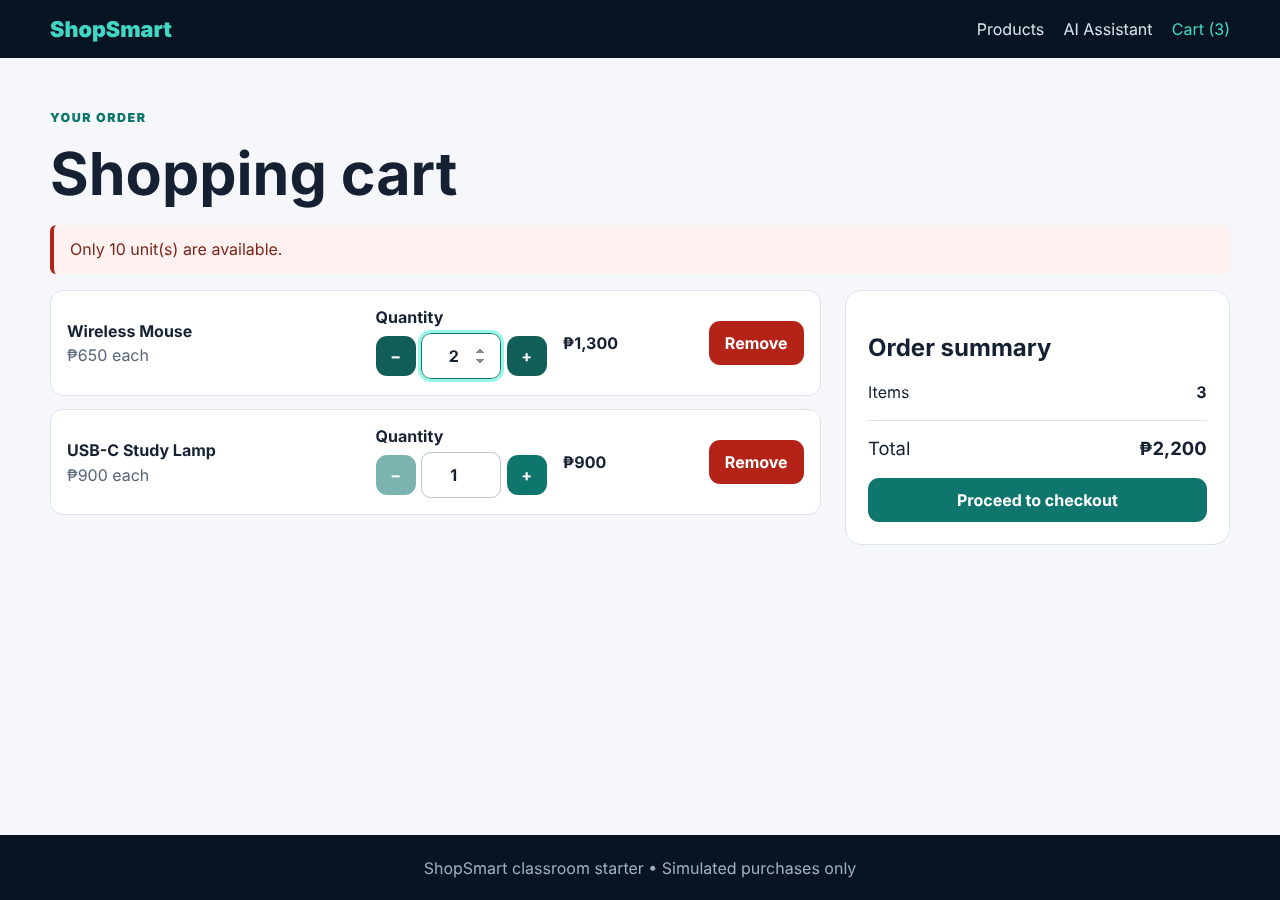 ShopSmart
Products AI Assistant Cart (3)
YOUR ORDER
Shopping cart
Only 10 unit(s) are available.
Wireless Mouse
₱650 each
Quantity
− 2 +
₱1,300
Remove
USB-C Study Lamp
₱900 each
Quantity
− 1 +
₱900
Remove
Order summary
Items 3
Total ₱2,200
Proceed to checkout
ShopSmart classroom starter • Simulated purchases only